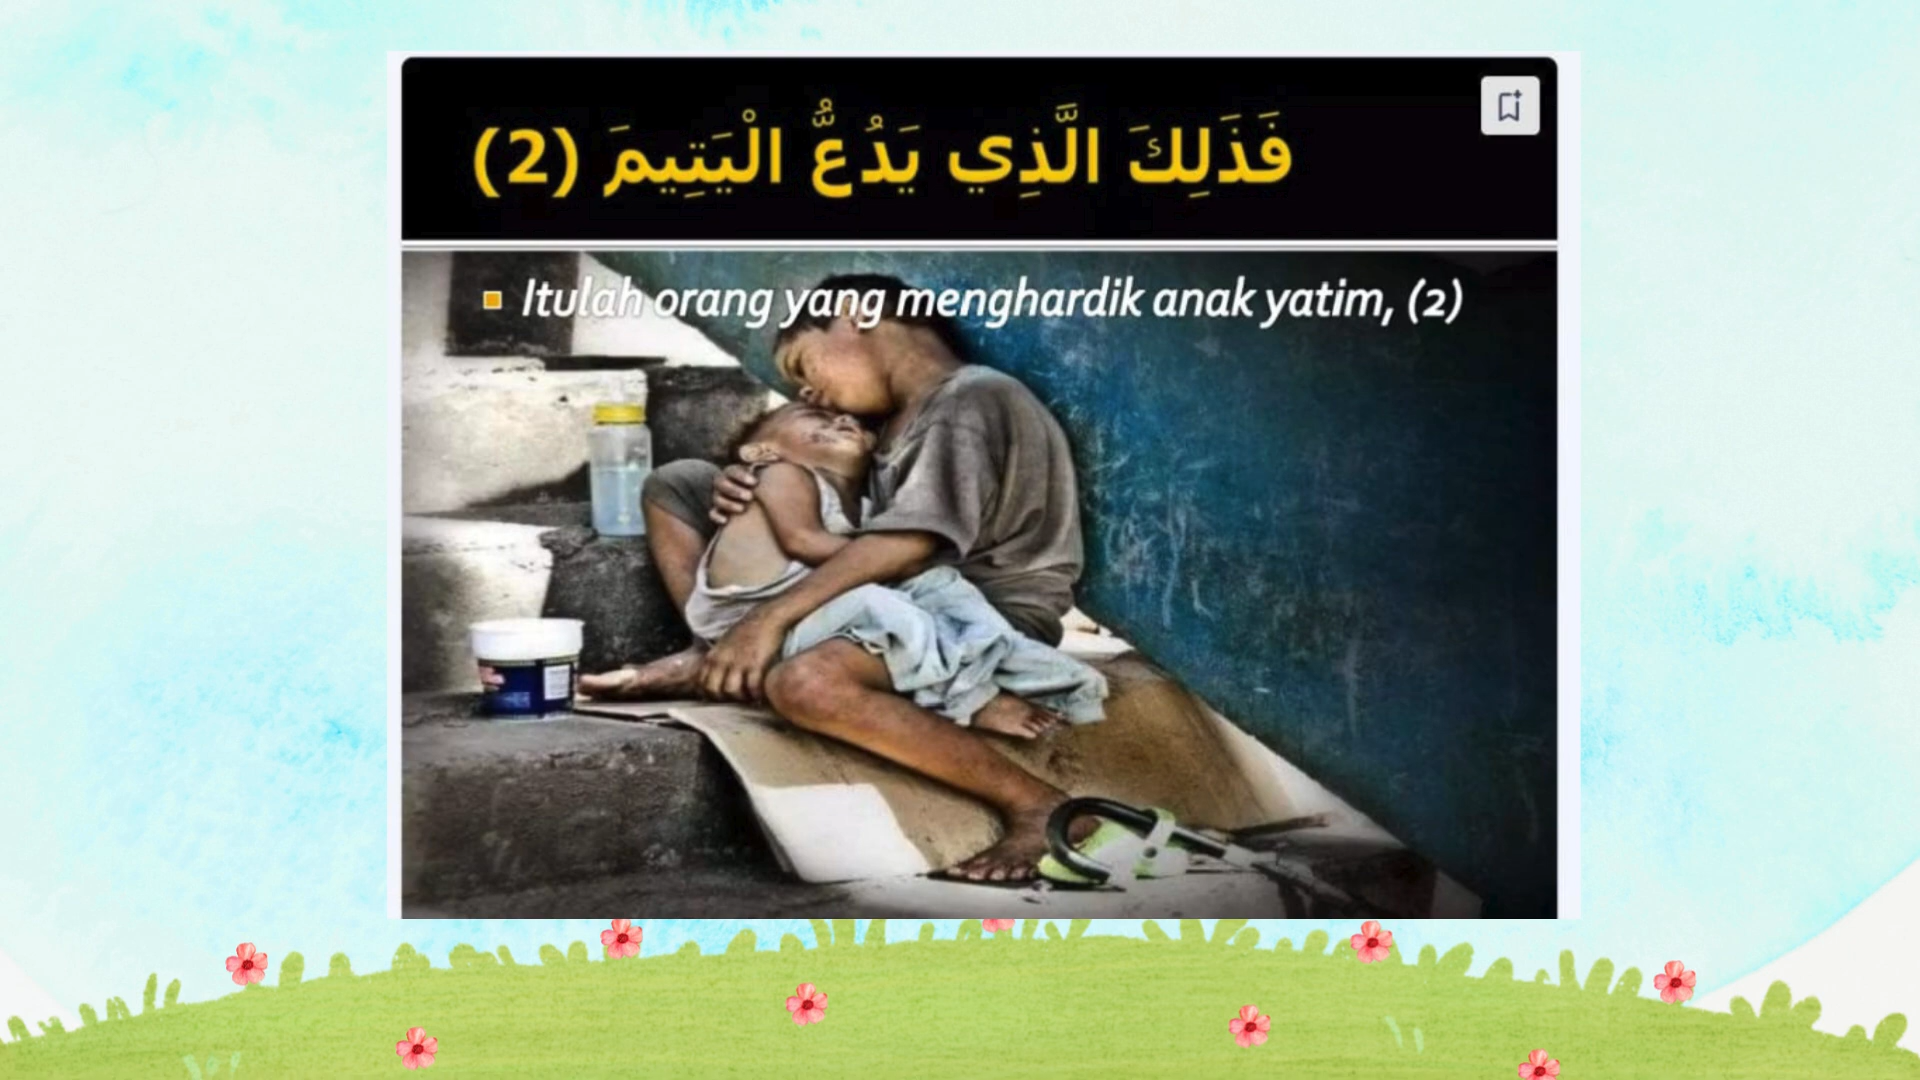 فَذَلِكَ الَّذِي يَدُعُّ الْيَتِيمَ (2)
Itulah orang yang menghardik anak yatim, (2)